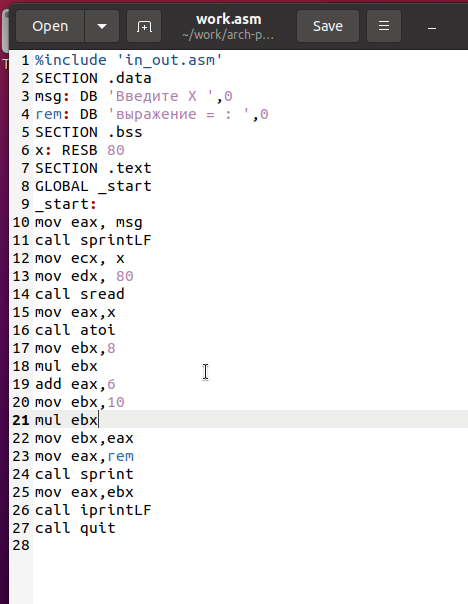 Open
work.asm
~/work/arch-p...
Save
1 %include 'in_out.asm'
2 SECTION .data
3 msg: DB 'Введите X ',0
4 rem: DB 'выражение = : ',0
5 SECTION .bss
6 x: RESB 80
7 SECTION .text
8 GLOBAL _start
9 _start:
10 mov eax, msg
11 call sprintLF
12 mov ecx, x
13 mov edx, 80
14 call sread
15 mov eax,x
16 call atoi
17 mov ebx,8
18 mul ebx
19 add eax,6
20 mov ebx,10
21 mul ebx
22 mov ebx,eax
23 mov eax,rem
24 call sprint
25 mov eax,ebx
26 call iprintLF
27 call quit
28